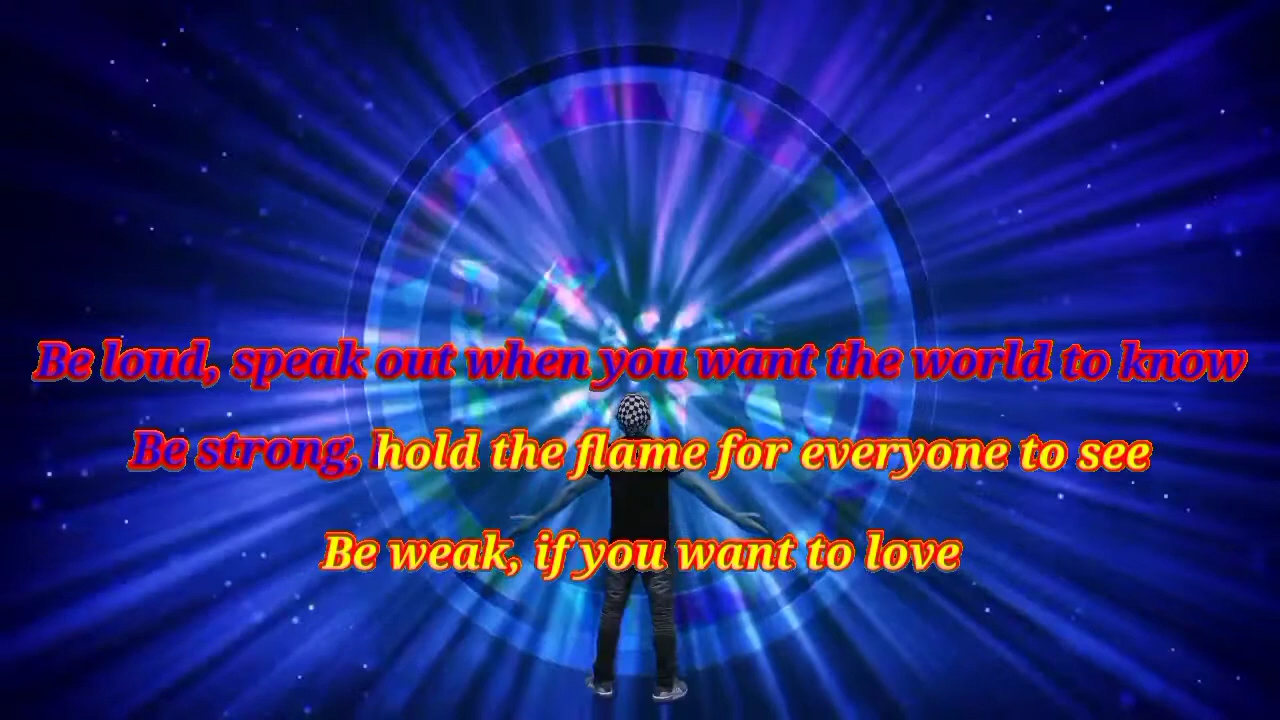 Be loud, speak out when you want the world to know
Be strong, hold the flame for everyone to see
Be weak, if you want to love